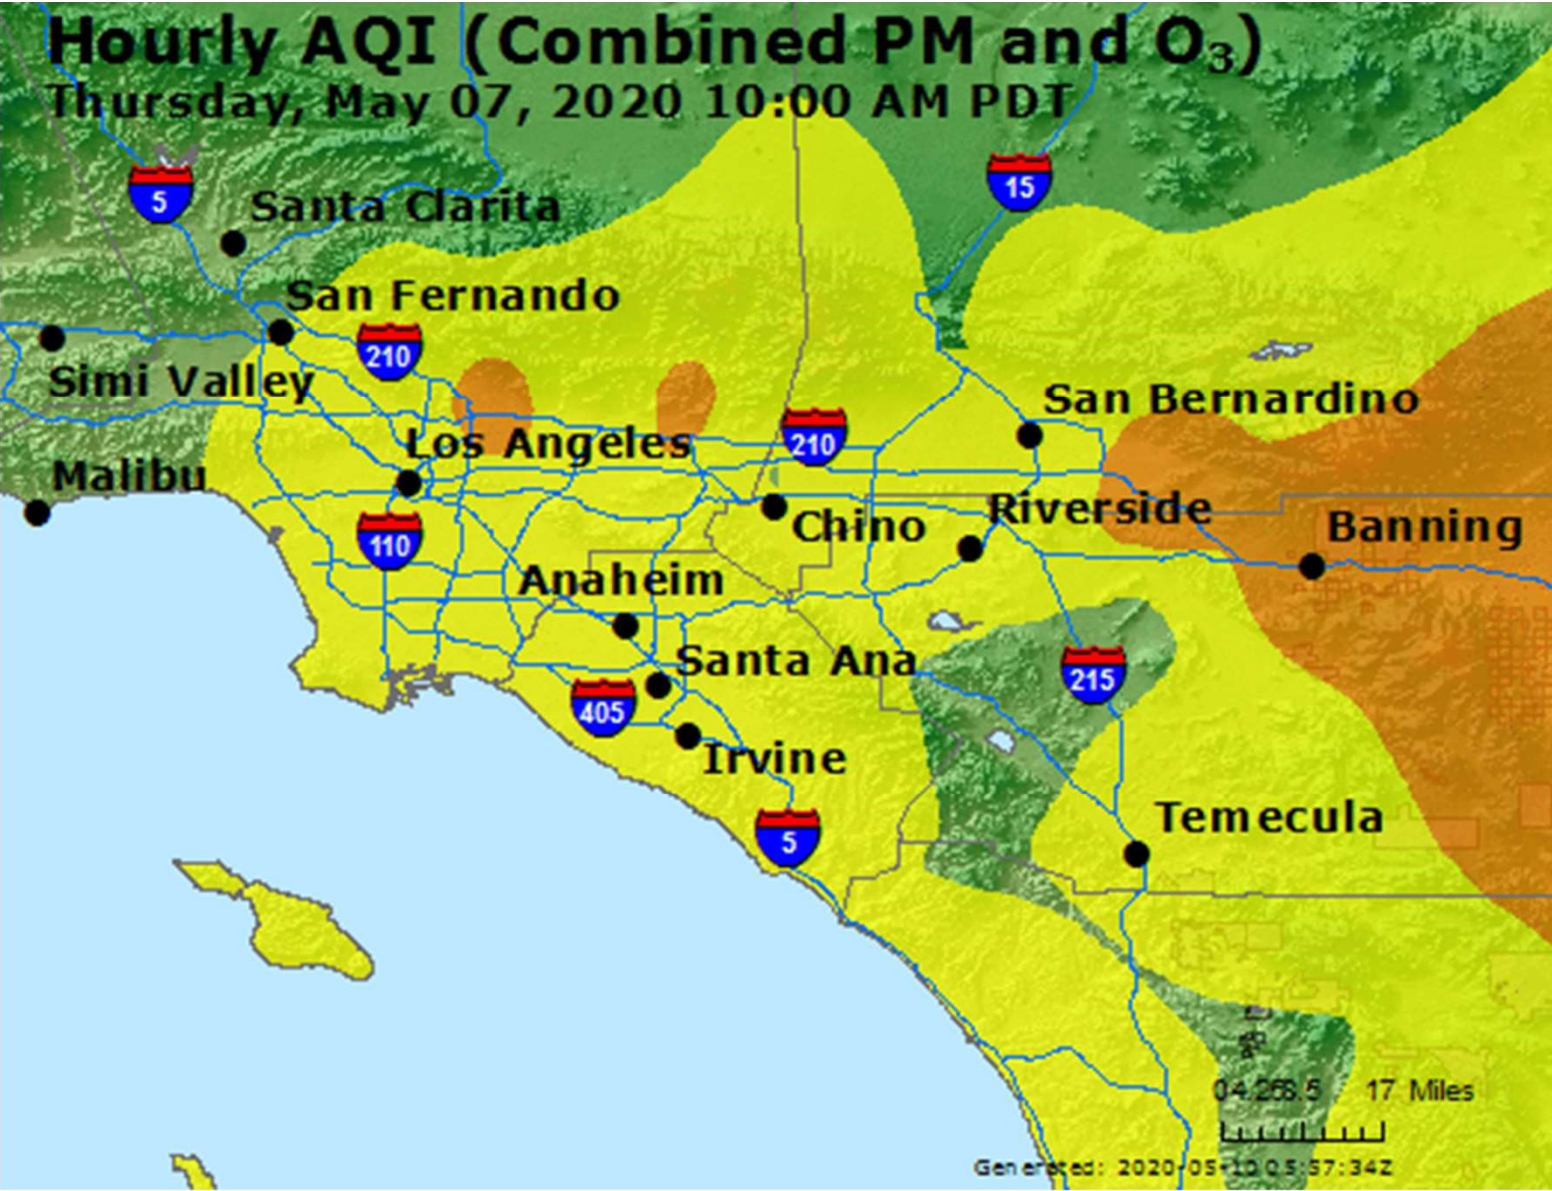 Hourly AQI (Combined PM and O₃)
Thursday, May 07, 2020 10:00 AM PDT
5
15
Santa Clarita
San Fernando
210
Simi Valley
San Bernardino
210
Los Angeles
Malibu
Riverside
Chino
Banning
110
Anaheim
Santa Ana
215
405
Irvine
Temecula
5
17 Miles
Generated: 2020-05-10 05:57:34Z